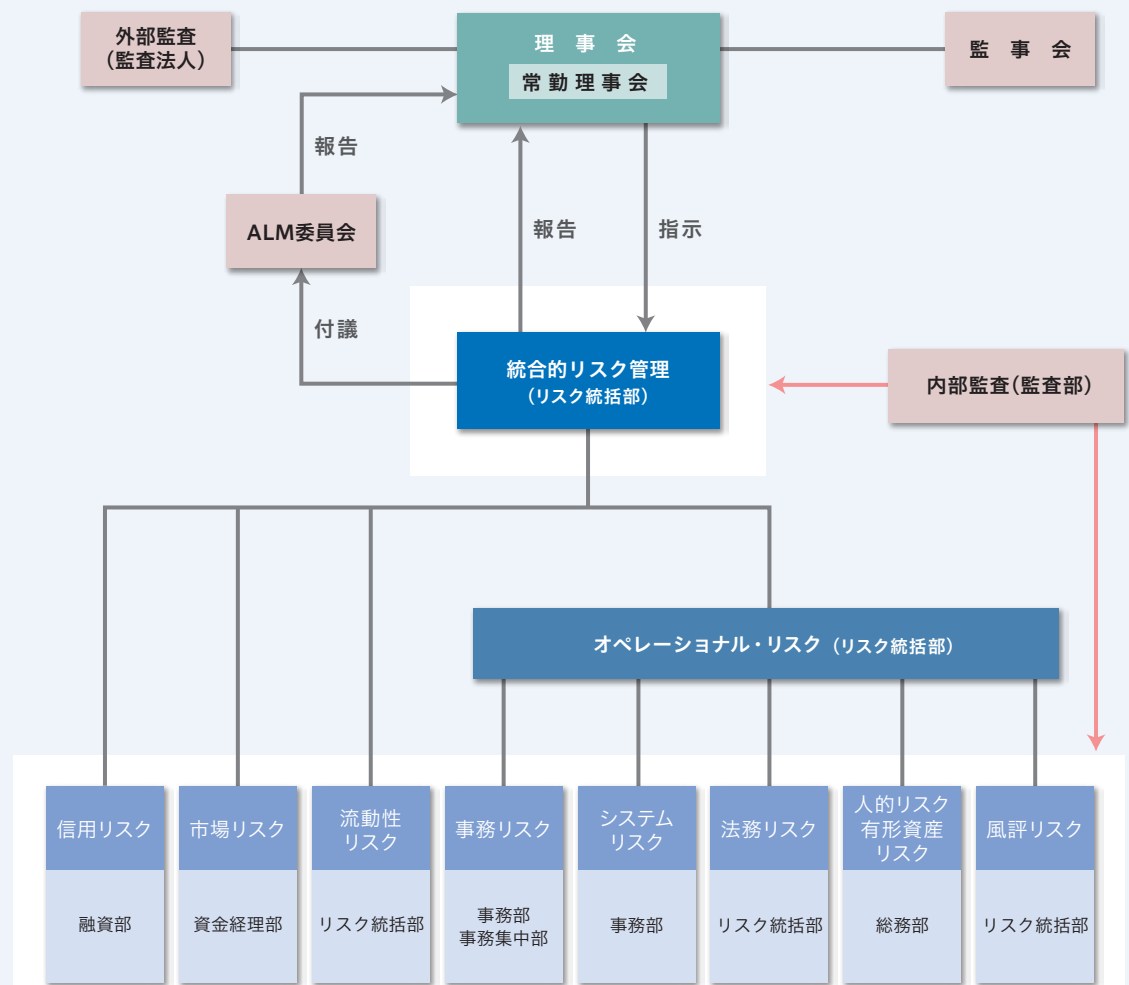 外部監査
（監査法人）
理 事 会
常勤理事会
監 事 会
報告
ALM委員会
報告
指示
付議
統合的リスク管理
（リスク統括部）
内部監査（監査部）
オペレーショナル・リスク（リスク統括部）
信用リスク
市場リスク
流動性
リスク
事務リスク
システム
リスク
法務リスク
人的リスク
有形資産
リスク
風評リスク
融資部
資金経理部
リスク統括部
事務部
事務集中部
事務部
リスク統括部
総務部
リスク統括部